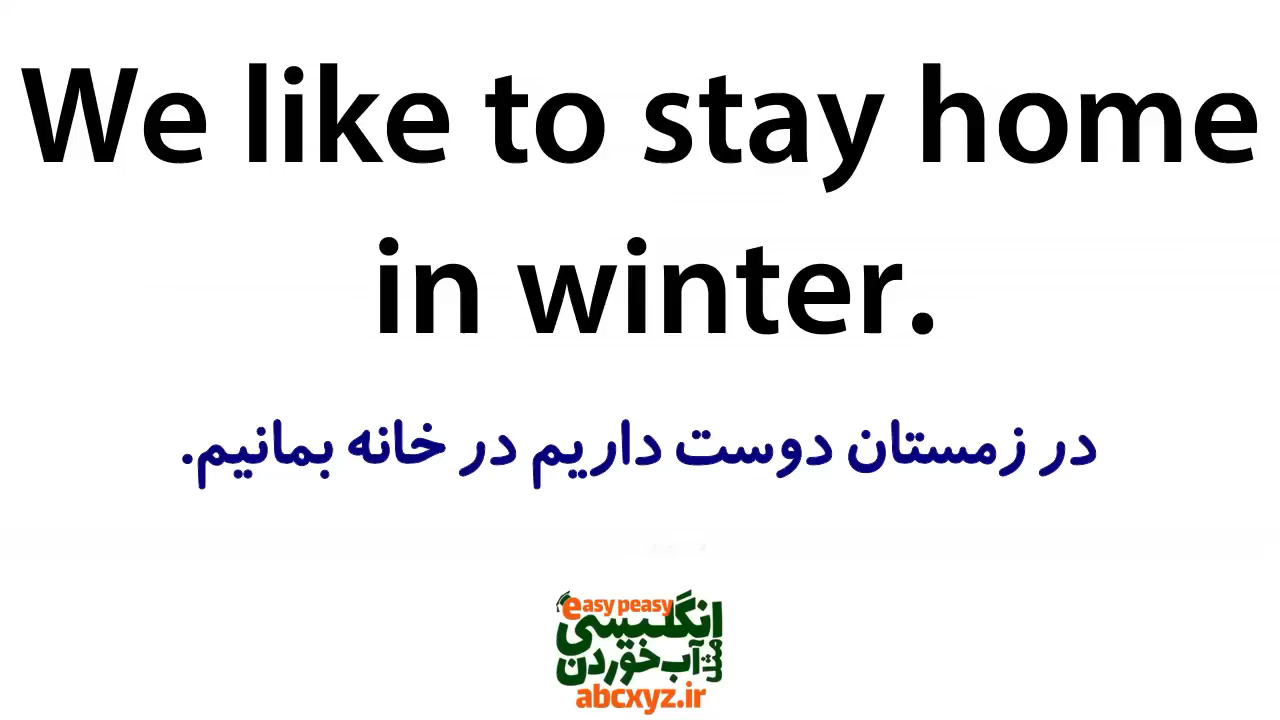 We like to stay home
in winter.
در زمستان دوست داریم در خانه بمانیم.
easy peasy
انگلیسی
مثل آب خوردن
abcxyz.ir